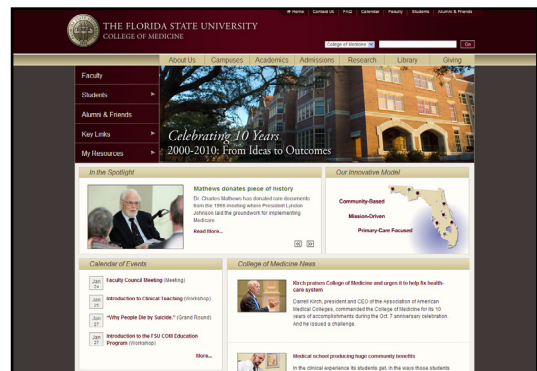 Home | Contact Us | FAQ | Calendar | Faculty | Students | Alumni & Friends
THE FLORIDA STATE UNIVERSITY
COLLEGE OF MEDICINE
College of Medicine
Go
About Us
Campuses
Academics
Admissions
Research
Library
Giving
Faculty
Students
Alumni & Friends
Key Links
My Resources
Celebrating 10 Years
2000-2010: From Ideas to Outcomes
In the Spotlight
Mathews donates piece of history
Dr. Charles Mathews has donated care documents
from the 1965 meeting where President Lyndon
Johnson laid the groundwork for implementing
Medicare.
Read More...
Our Innovative Model
Community-Based
Mission-Driven
Primary-Care Focused
Calendar of Events
Jan
24
Faculty Council Meeting (Meeting)
Jan
25
Introduction to Clinical Teaching (Workshop)
Jan
27
"Why People Die by Suicide." (Grand Round)
Jan
27
Introduction to the FSU COM Education
Program (Workshop)
More...
College of Medicine News
Kirch praises College of Medicine and urges it to help fix health-
care system
Darrell Kirch, president and CEO of the Association of American
Medical Colleges, commended the College of Medicine for its 10
years of accomplishments during the Oct. 7 anniversary celebration.
And he issued a challenge.
Medical school producing huge community benefits
In the clinical experience its students get, in the ways those students